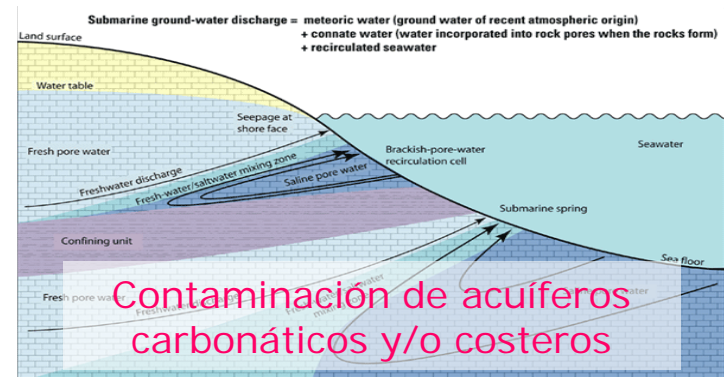 Submarine ground-water discharge = meteoric water (ground water of recent atmospheric origin)
+ connate water (water incorporated into rock pores when the rocks form)
+ recirculated seawater
Land surface
Water table
Seepage at
shore face
Fresh pore water
Brackish-pore-water
recirculation cell
Seawater
Freshwater discharge
Fresh-water/saltwater mixing zone
Saline pore water
Submarine spring
Confining unit
Sea floor
Fresh pore water
Freshwater discharge
Contaminación de acuíferos
carbonáticos y/o costeros